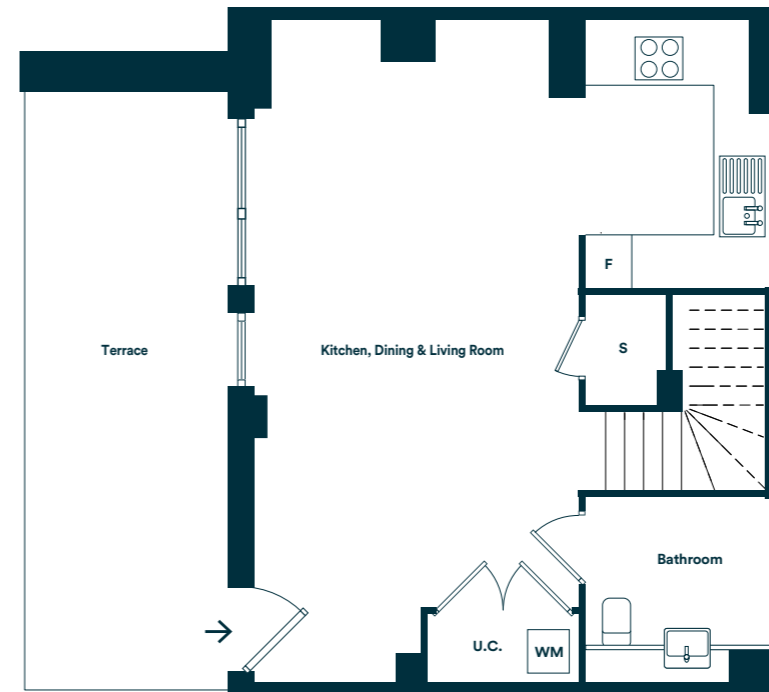 F
Terrace
Kitchen, Dining & Living Room
S
Bathroom
U.C.
WM